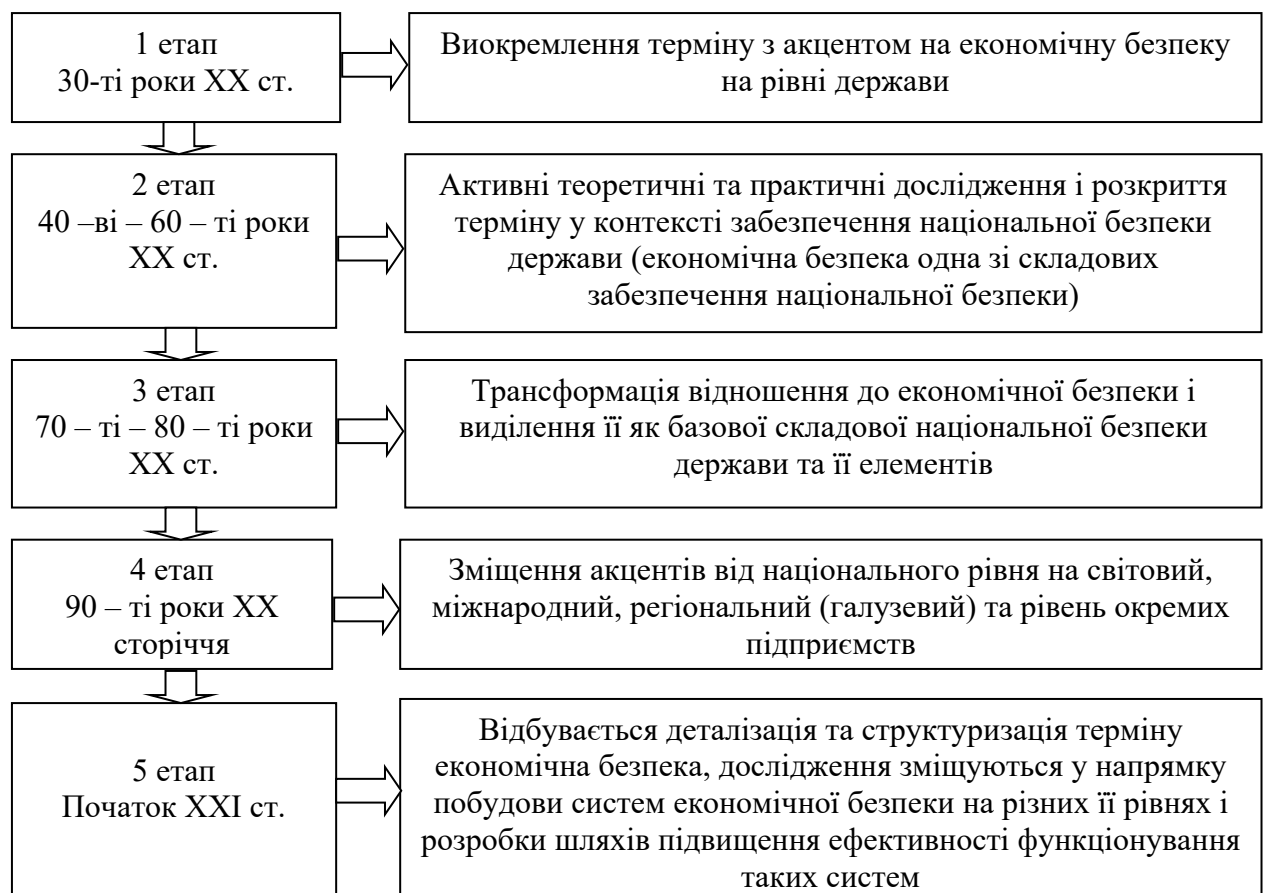 1 етап
30-ті роки ХХ ст.
Виокремлення терміну з акцентом на економічну безпеку
на рівні держави
2 етап
40 –ві – 60 – ті роки
ХХ ст.
Активні теоретичні та практичні дослідження і розкриття
терміну у контексті забезпечення національної безпеки
держави (економічна безпека одна зі складових
забезпечення національної безпеки)
3 етап
70 – ті – 80 – ті роки
ХХ ст.
Трансформація відношення до економічної безпеки і
виділення її як базової складової національної безпеки
держави та її елементів
4 етап
90 – ті роки ХХ
сторіччя
Зміщення акцентів від національного рівня на світовий,
міжнародний, регіональний (галузевий) та рівень окремих
підприємств
5 етап
Початок ХХІ ст.
Відбувається деталізація та структуризація терміну
економічна безпека, дослідження зміщуються у напрямку
побудови систем економічної безпеки на різних її рівнях і
розробки шляхів підвищення ефективності функціонування
таких систем